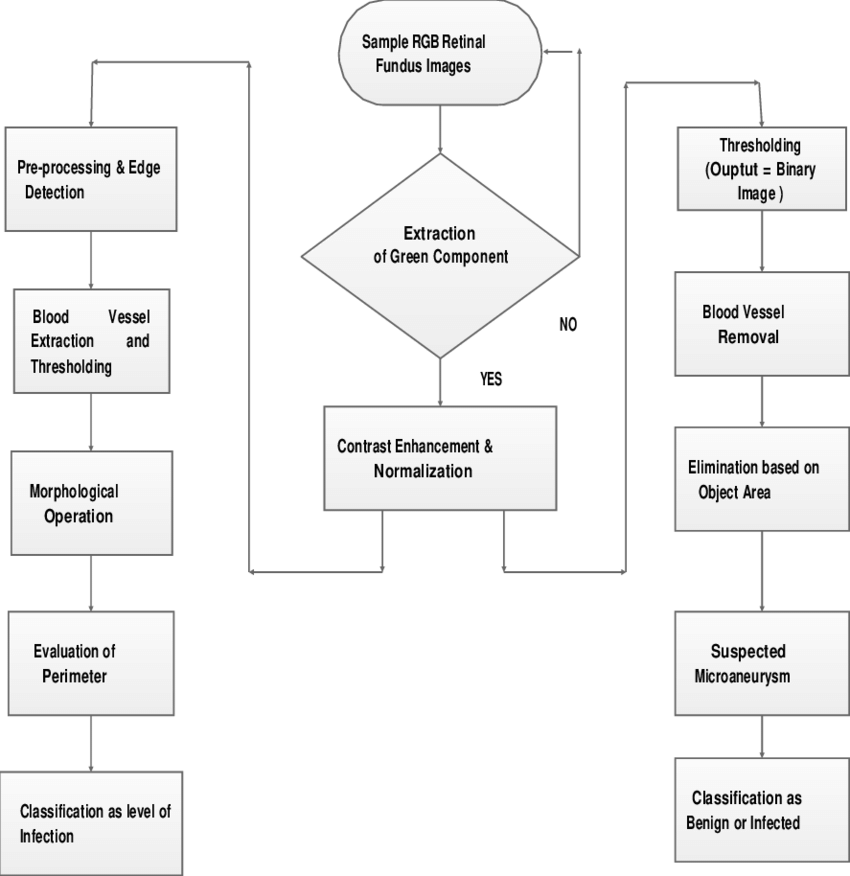 Sample RGB Retinal
Fundus Images
Extraction
of Green Component
NO
YES
Contrast Enhancement &
Normalization
Pre-processing & Edge
Detection
Blood Vessel
Extraction and
Thresholding
Morphological
Operation
Evaluation of
Perimeter
Classification as level of
Infection
Thresholding
(Ouptut = Binary
Image )
Blood Vessel
Removal
Elimination based on
Object Area
Suspected
Microaneurysm
Classification as
Benign or Infected